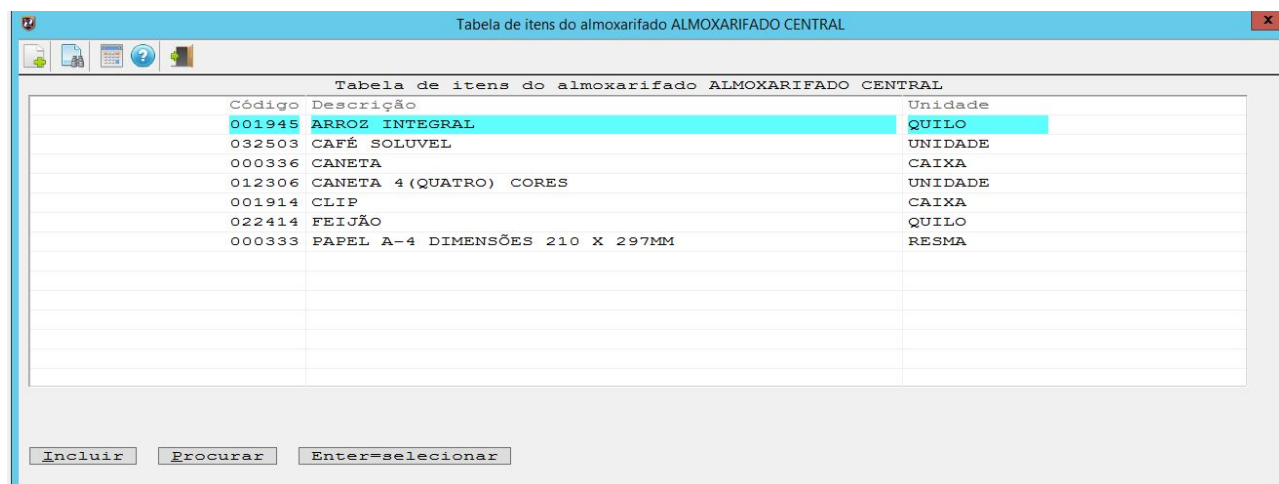 Tabela de itens do almoxarifado ALMOXARIFADO CENTRAL
x
Tabela de itens do almoxarifado ALMOXARIFADO CENTRAL
Código Descrição Unidade
001945 ARROZ INTEGRAL QUILO
032503 CAFÉ SOLUVEL UNIDADE
000336 CANETA CAIXA
012306 CANETA 4(QUATRO) CORES UNIDADE
001914 CLIP CAIXA
022414 FEIJÃO QUILO
000333 PAPEL A-4 DIMENSÕES 210 X 297MM RESMA
Incluir Procurar Enter=selecionar